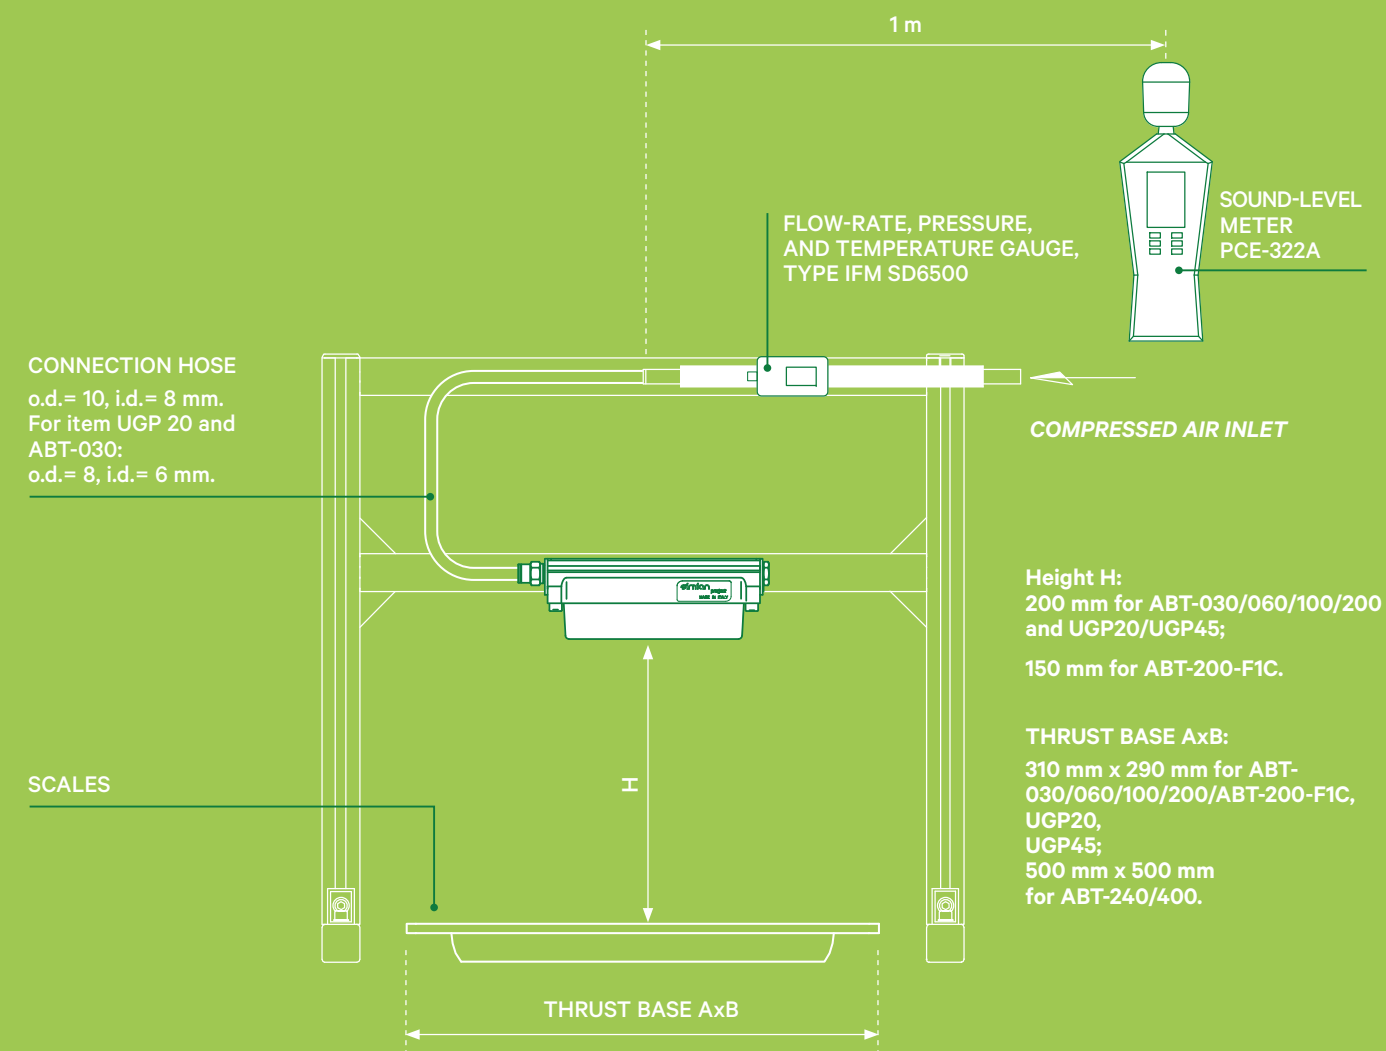 1 m
SOUND-LEVEL
METER
PCE-322A
FLOW-RATE, PRESSURE,
AND TEMPERATURE GAUGE,
TYPE IFM SD6500
CONNECTION HOSE
o.d.= 10, i.d.= 8 mm.
For item UGP 20 and
ABT-030:
o.d.= 8, i.d.= 6 mm.
COMPRESSED AIR INLET
project
MADE IN ITALY
Height H:
200 mm for ABT-030/060/100/200
and UGP20/UGP45;
150 mm for ABT-200-F1C.
THRUST BASE AxB:
310 mm x 290 mm for ABT-
030/060/100/200/ABT-200-F1C,
UGP20,
UGP45;
500 mm x 500 mm
for ABT-240/400.
SCALES
H
THRUST BASE AxB